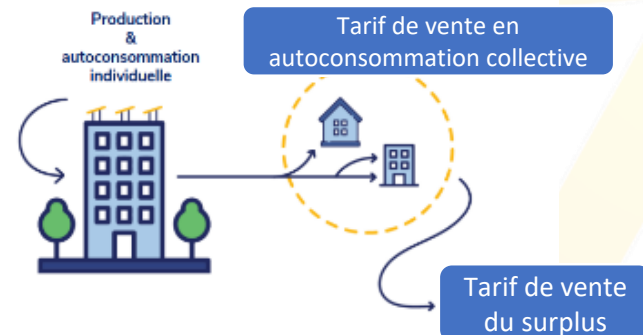 Production
&
autoconsommation
individuelle
Tarif de vente en
autoconsommation collective
Tarif de vente
du surplus